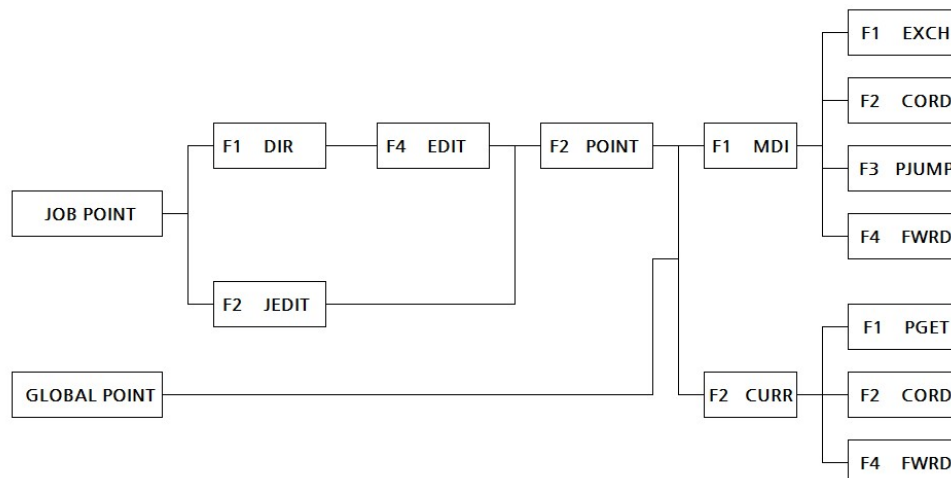 F1 EXCH
F2 CORD
F1 DIR
F4 EDIT
F2 POINT
F1 MDI
F3 PJUMP
JOB POINT
F4 FWRD
F2 JEDIT
F1 PGET
GLOBAL POINT
F2 CURR
F2 CORD
F4 FWRD